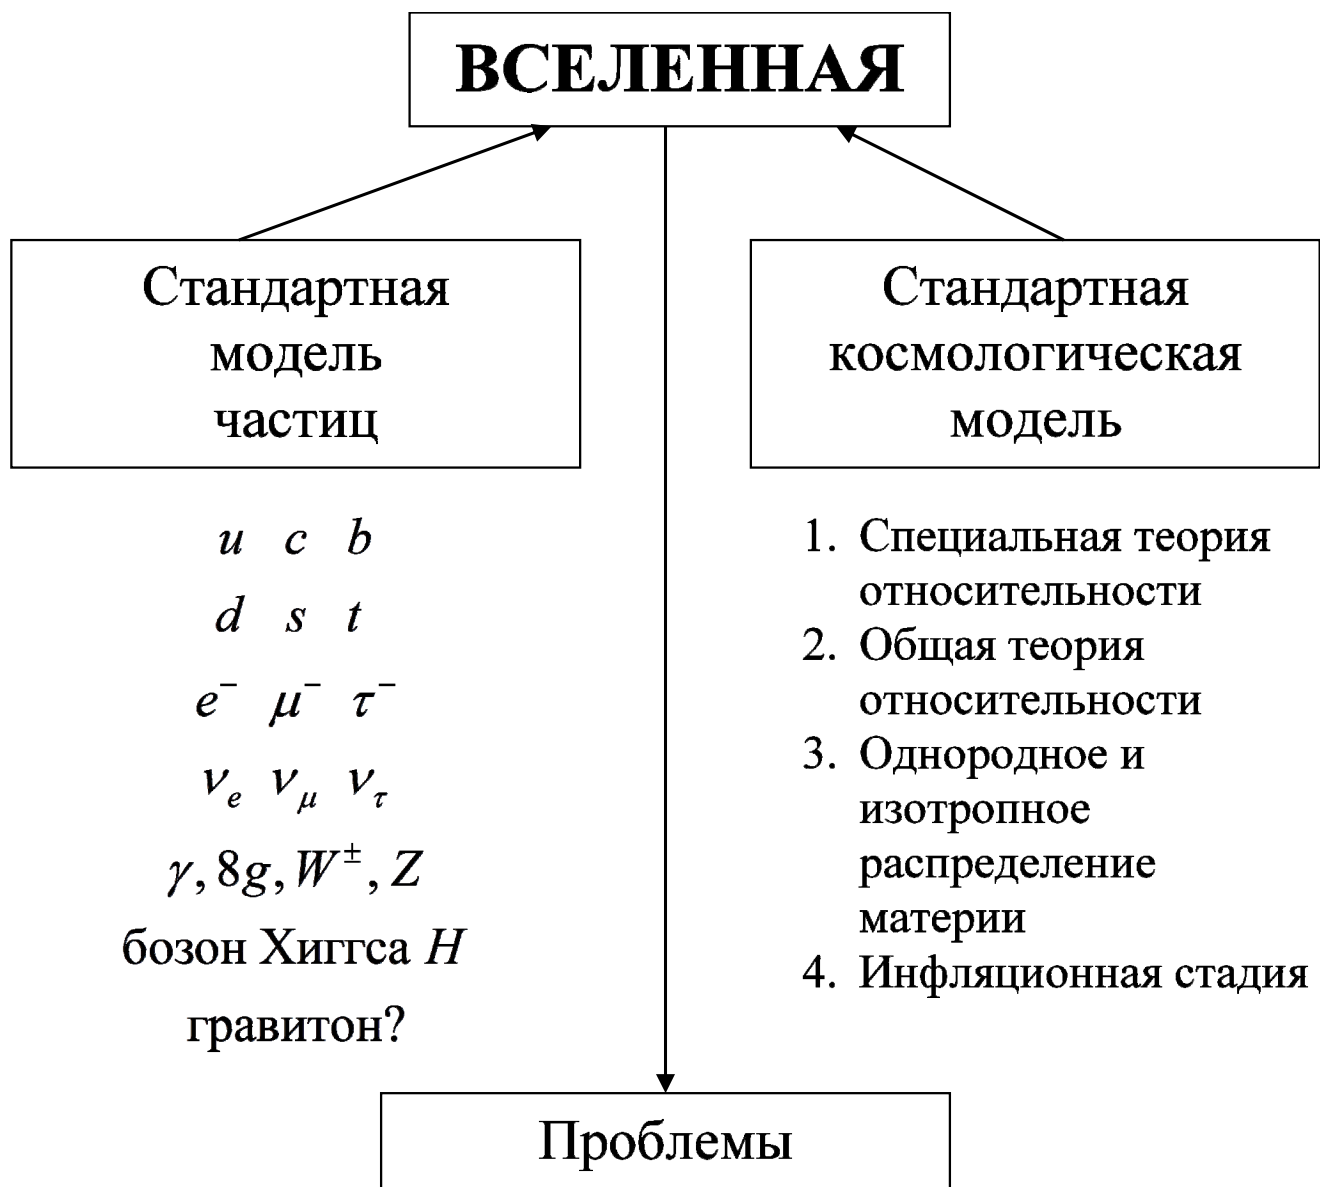 ВСЕЛЕННАЯ
Стандартная
модель
частиц
u c b
d s t
e⁻ μ⁻ τ⁻
νₑ ν_μ ν_τ
γ, 8g, W±, Z
бозон Хиггса H
гравитон?
Стандартная
космологическая
модель
1. Специальная теория
относительности
2. Общая теория
относительности
3. Однородное и
изотропное
распределение
материи
4. Инфляционная стадия
Проблемы